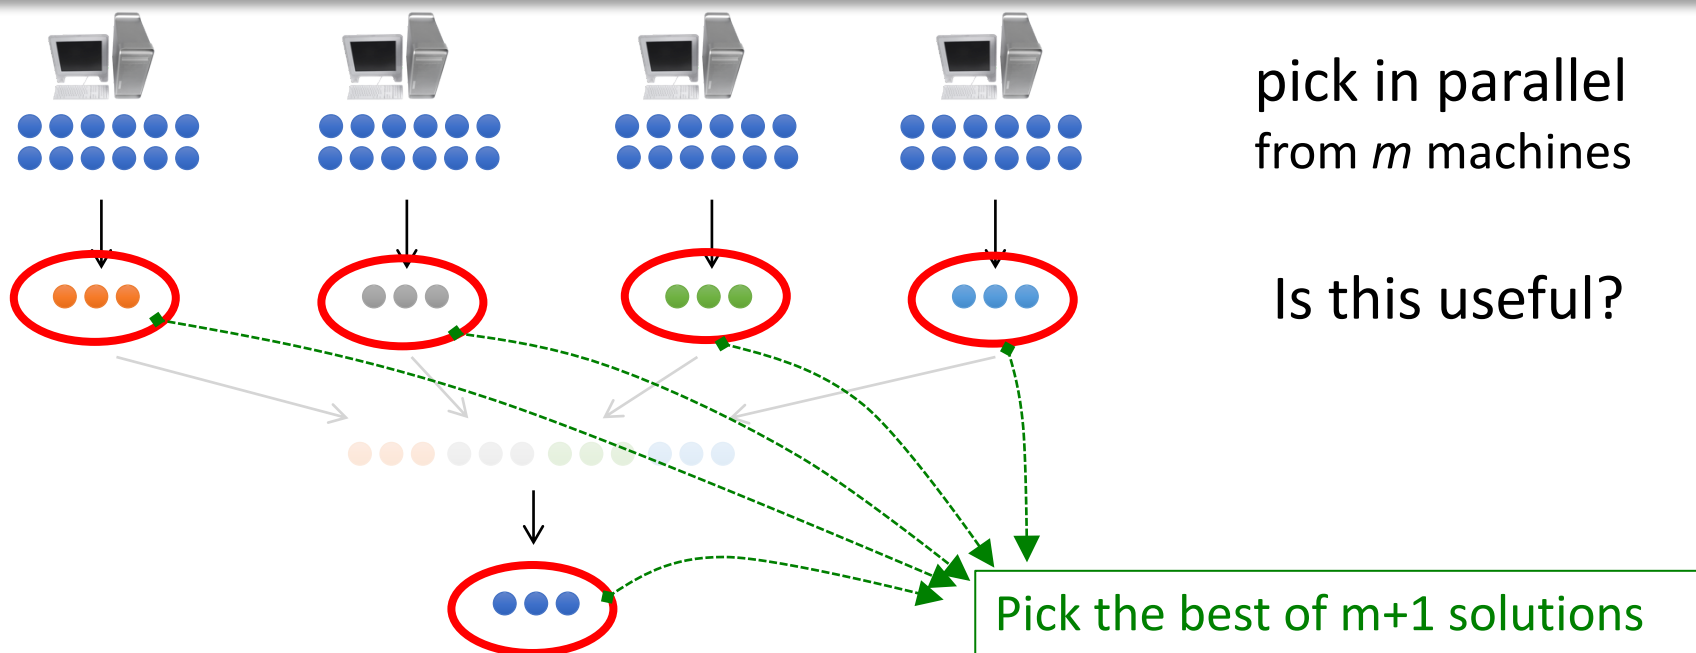 pick in parallel
from m machines
Is this useful?
Pick the best of m+1 solutions